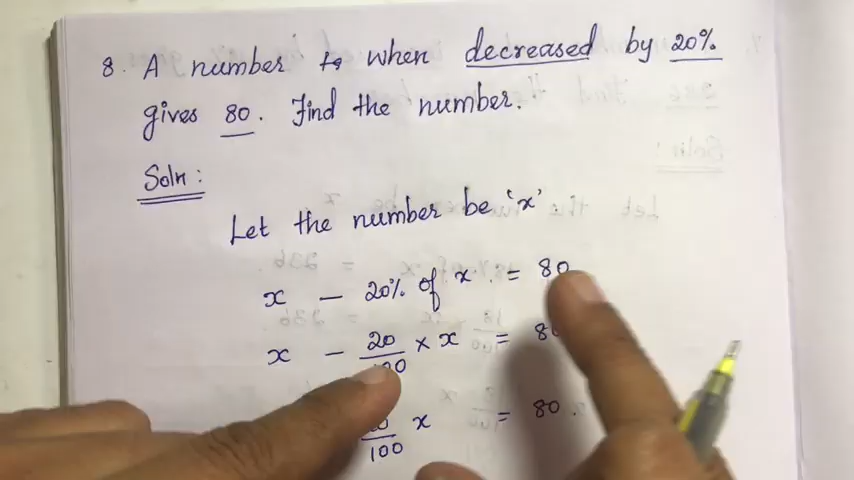 8. A number is when decreased by 20%
gives 80. Find the number.
Soln:
Let the number be 'x'
x - 20% of x. = 80
x - 20/100 × x = 80
/100 x = 80